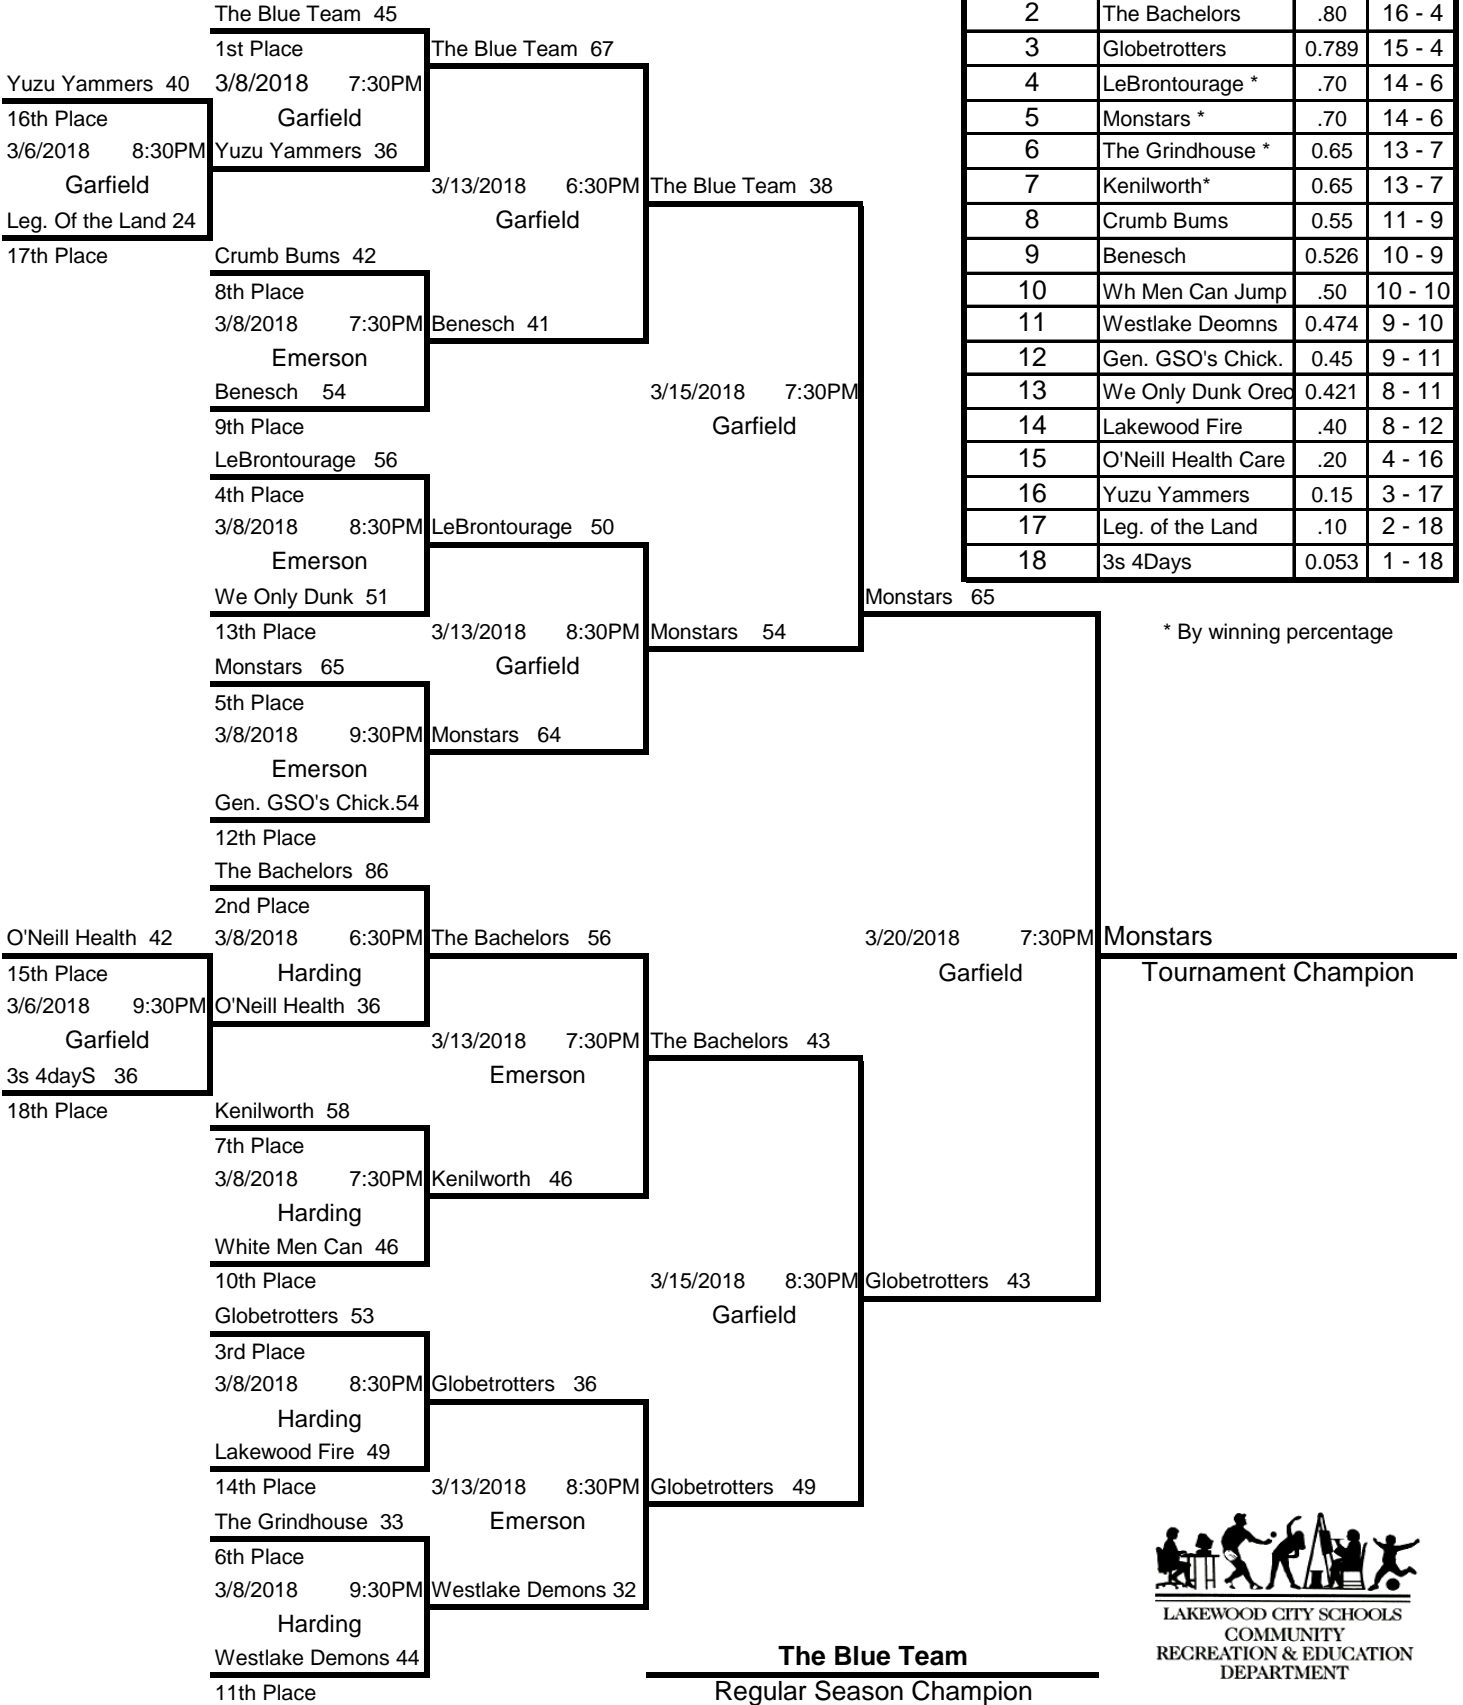 The Blue Team 45
2 The Bachelors .80 16 - 4
1st Place The Blue Team 67
3 Globetrotters 0.789 15 - 4
Yuzu Yammers 40 3/8/2018 7:30PM
4 LeBrontourage * .70 14 - 6
16th Place Garfield
5 Monstars * .70 14 - 6
3/6/2018 8:30PM Yuzu Yammers 36
6 The Grindhouse * 0.65 13 - 7
Garfield 3/13/2018 6:30PM The Blue Team 38
7 Kenilworth* 0.65 13 - 7
Leg. Of the Land 24 Garfield
8 Crumb Bums 0.55 11 - 9
17th Place Crumb Bums 42
9 Benesch 0.526 10 - 9
8th Place
10 Wh Men Can Jump .50 10 - 10
3/8/2018 7:30PM Benesch 41
11 Westlake Deomns 0.474 9 - 10
Emerson
12 Gen. GSO's Chick. 0.45 9 - 11
Benesch 54 3/15/2018 7:30PM
13 We Only Dunk Oreo 0.421 8 - 11
9th Place Garfield
14 Lakewood Fire .40 8 - 12
LeBrontourage 56
15 O'Neill Health Care .20 4 - 16
4th Place
16 Yuzu Yammers 0.15 3 - 17
3/8/2018 8:30PM LeBrontourage 50
17 Leg. of the Land .10 2 - 18
Emerson
18 3s 4Days 0.053 1 - 18
We Only Dunk 51 Monstars 65
13th Place 3/13/2018 8:30PM Monstars 54
* By winning percentage
Monstars 65 Garfield
5th Place
3/8/2018 9:30PM Monstars 64
Emerson
Gen. GSO's Chick.54
12th Place
The Bachelors 86
2nd Place
O'Neill Health 42 3/8/2018 6:30PM The Bachelors 56 3/20/2018 7:30PM Monstars
15th Place Harding Garfield Tournament Champion
3/6/2018 9:30PM O'Neill Health 36
Garfield 3/13/2018 7:30PM The Bachelors 43
3s 4dayS 36 Emerson
18th Place Kenilworth 58
7th Place
3/8/2018 7:30PM Kenilworth 46
Harding
White Men Can 46
10th Place 3/15/2018 8:30PM Globetrotters 43
Globetrotters 53 Garfield
3rd Place
3/8/2018 8:30PM Globetrotters 36
Harding
Lakewood Fire 49
14th Place 3/13/2018 8:30PM Globetrotters 49
The Grindhouse 33 Emerson
6th Place
3/8/2018 9:30PM Westlake Demons 32
Harding
Westlake Demons 44 The Blue Team
11th Place Regular Season Champion
LAKEWOOD CITY SCHOOLS
COMMUNITY
RECREATION & EDUCATION
DEPARTMENT